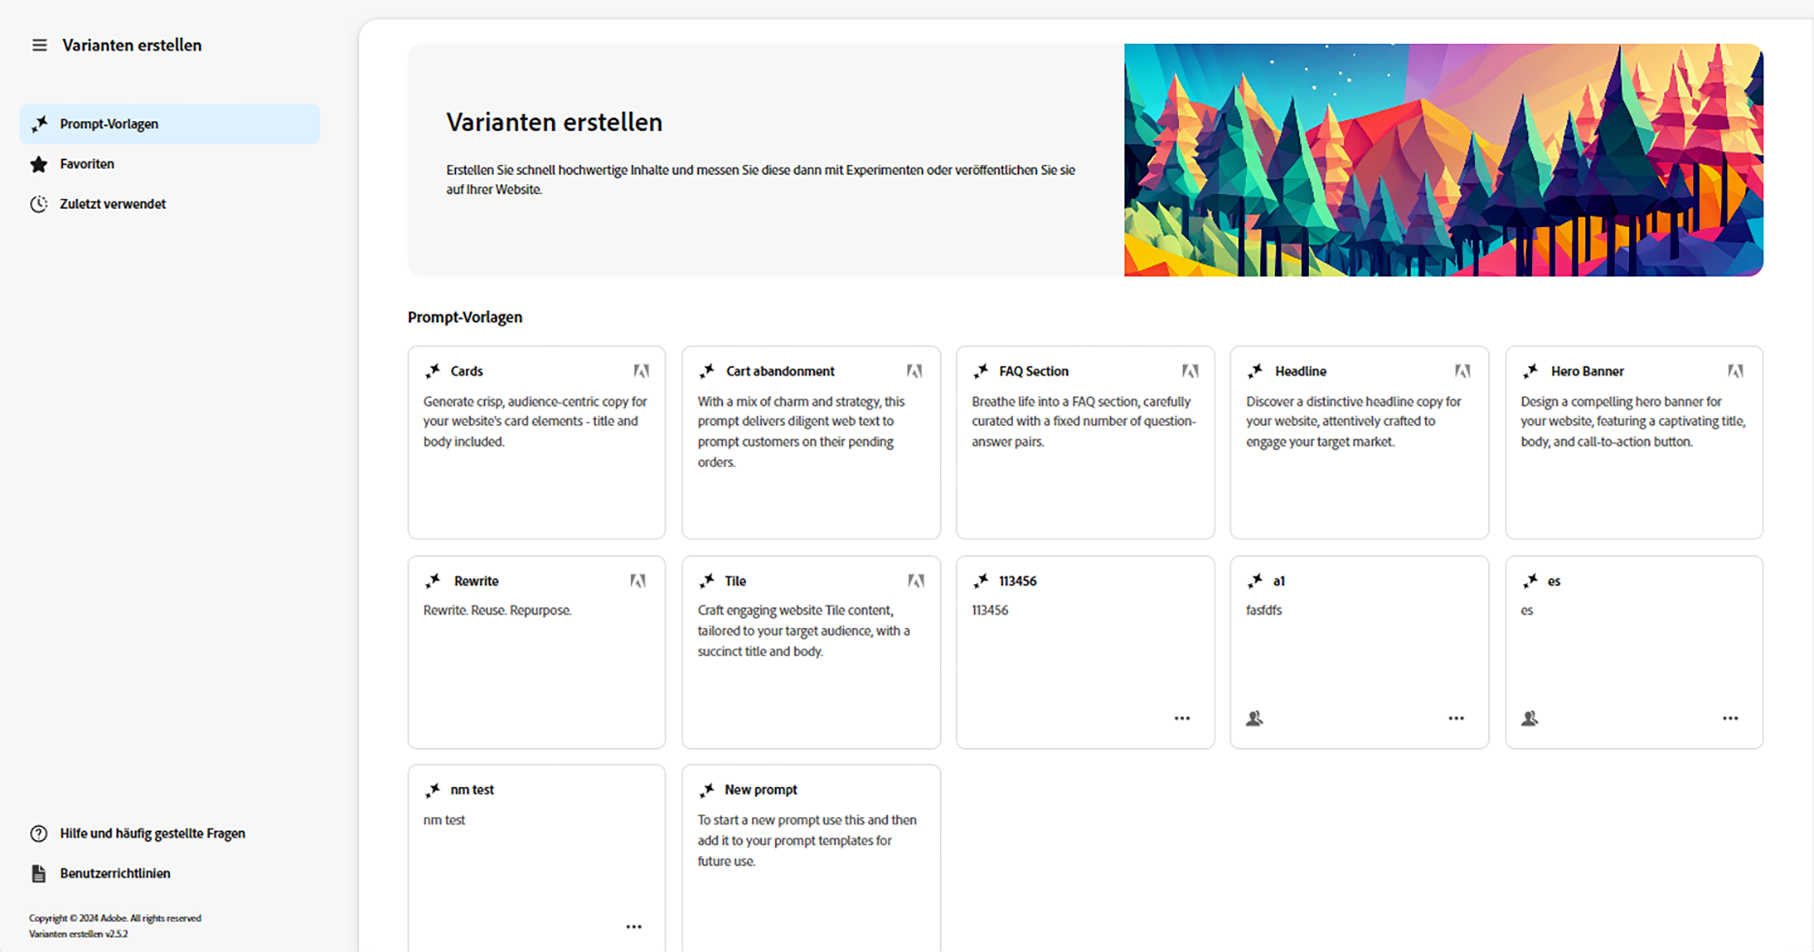 Varianten erstellen
Prompt-Vorlagen
Favoriten
Zuletzt verwendet
Hilfe und häufig gestellte Fragen
Benutzerrichtlinien
Copyright © 2024 Adobe. All rights reserved
Varianten erstellen v2.5.2
Varianten erstellen
Erstellen Sie schnell hochwertige Inhalte und messen Sie diese dann mit Experimenten oder veröffentlichen Sie sie
auf Ihrer Website.
Prompt-Vorlagen
Cards
Generate crisp, audience-centric copy for
your website's card elements - title and
body included.
Cart abandonment
With a mix of charm and strategy, this
prompt delivers diligent web text to
prompt customers on their pending
orders.
FAQ Section
Breathe life into a FAQ section, carefully
curated with a fixed number of question-
answer pairs.
Headline
Discover a distinctive headline copy for
your website, attentively crafted to
engage your target market.
Hero Banner
Design a compelling hero banner for
your website, featuring a captivating title,
body, and call-to-action button.
Rewrite
Rewrite. Reuse. Repurpose.
Tile
Craft engaging website Tile content,
tailored to your target audience, with a
succinct title and body.
113456
113456
a1
fasfdfs
es
es
nm test
nm test
New prompt
To start a new prompt use this and then
add it to your prompt templates for
future use.